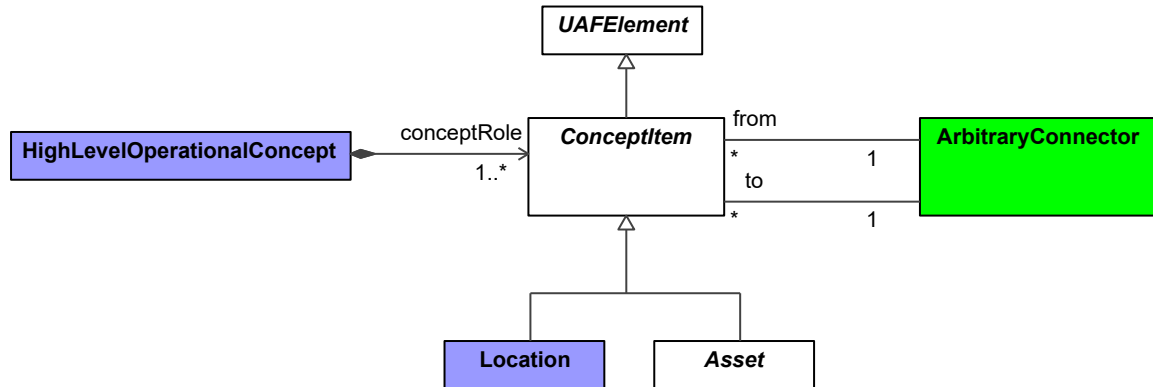 UAFElement
conceptRole
from
HighLevelOperationalConcept
ConceptItem
ArbitraryConnector
1..*
*
1
to
*
1
Location
Asset